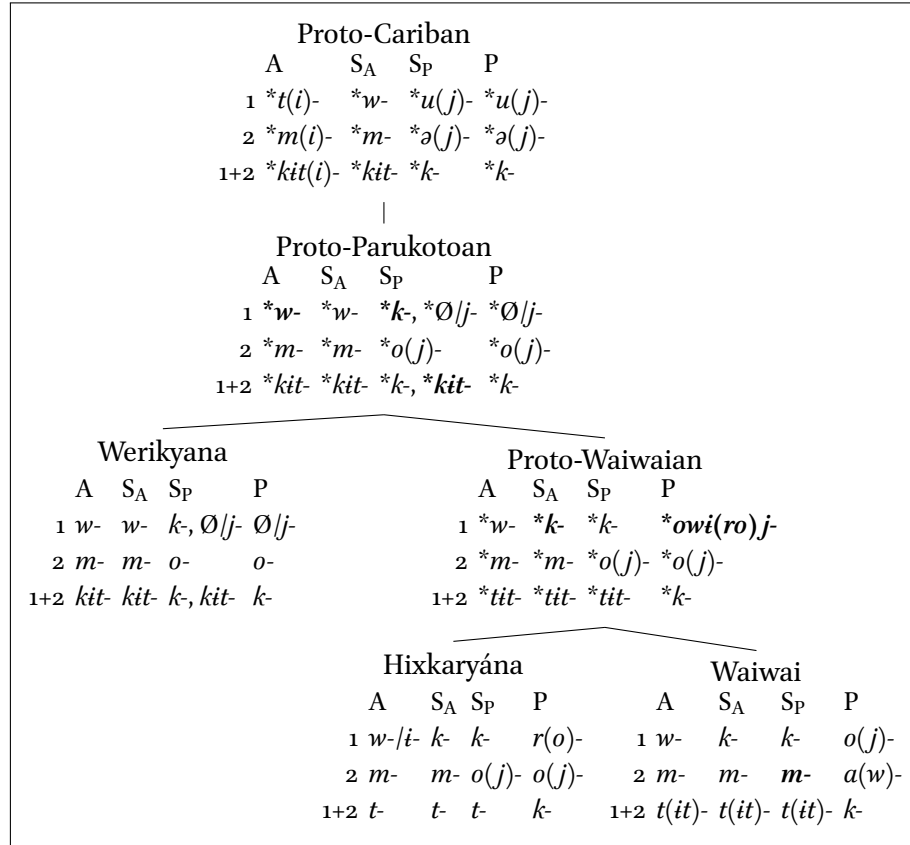 Proto-Cariban
A S_A S_P P
1 *t(i)- *w- *u(j)- *u(j)-
2 *m(i)- *m- *ə(j)- *ə(j)-
1+2 *kɨt(i)- *kɨt- *k- *k-
Proto-Parukotoan
A S_A S_P P
1 *w- *w- *k-, *Ø/j- *Ø/j-
2 *m- *m- *o(j)- *o(j)-
1+2 *kɨt- *kɨt- *k-, *kɨt- *k-
Werikyana
A S_A S_P P
1 w- w- k-, Ø/j- Ø/j-
2 m- m- o- o-
1+2 kɨt- kɨt- k-, kɨt- k-
Proto-Waiwaian
A S_A S_P P
1 *w- *k- *k- *owɨ(ro)j-
2 *m- *m- *o(j)- *o(j)-
1+2 *tɨt- *tɨt- *tɨt- *k-
Hixkaryána
A S_A S_P P
1 w-/ɨ- k- k- r(o)-
2 m- m- o(j)- o(j)-
1+2 t- t- t- k-
Waiwai
A S_A S_P P
1 w- k- k- o(j)-
2 m- m- m- a(w)-
1+2 t(ɨt)- t(ɨt)- t(ɨt)- k-